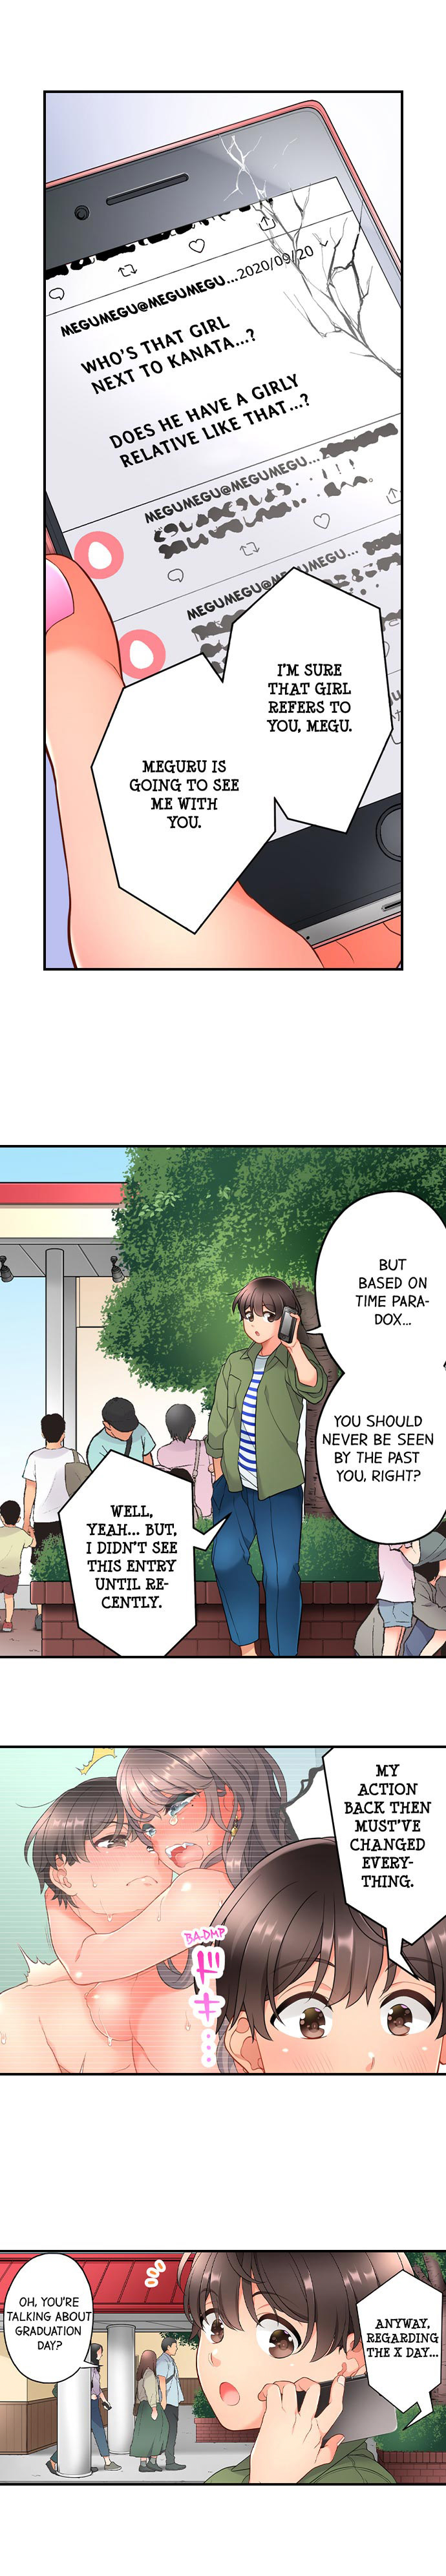 MEGUMEGU@MEGUMEGU...2020/09/20
WHO'S THAT GIRL
NEXT TO KANATA...?
DOES HE HAVE A GIRLY
RELATIVE LIKE THAT...?
MEGUMEGU@MEGUMEGU...
I'M SURE
THAT GIRL
REFERS TO
YOU, MEGU.
MEGURU IS
GOING TO SEE
ME WITH
YOU.
BUT
BASED ON
TIME PARA-
DOX...
YOU SHOULD
NEVER BE SEEN
BY THE PAST
YOU, RIGHT?
WELL,
YEAH... BUT,
I DIDN'T SEE
THIS ENTRY
UNTIL RE-
CENTLY.
MY
ACTION
BACK THEN
MUST'VE
CHANGED
EVERY-
THING.
BA-DMP
ドキ...
OH, YOU'RE
TALKING ABOUT
GRADUATION
DAY?
ANYWAY,
REGARDING
THE X DAY...